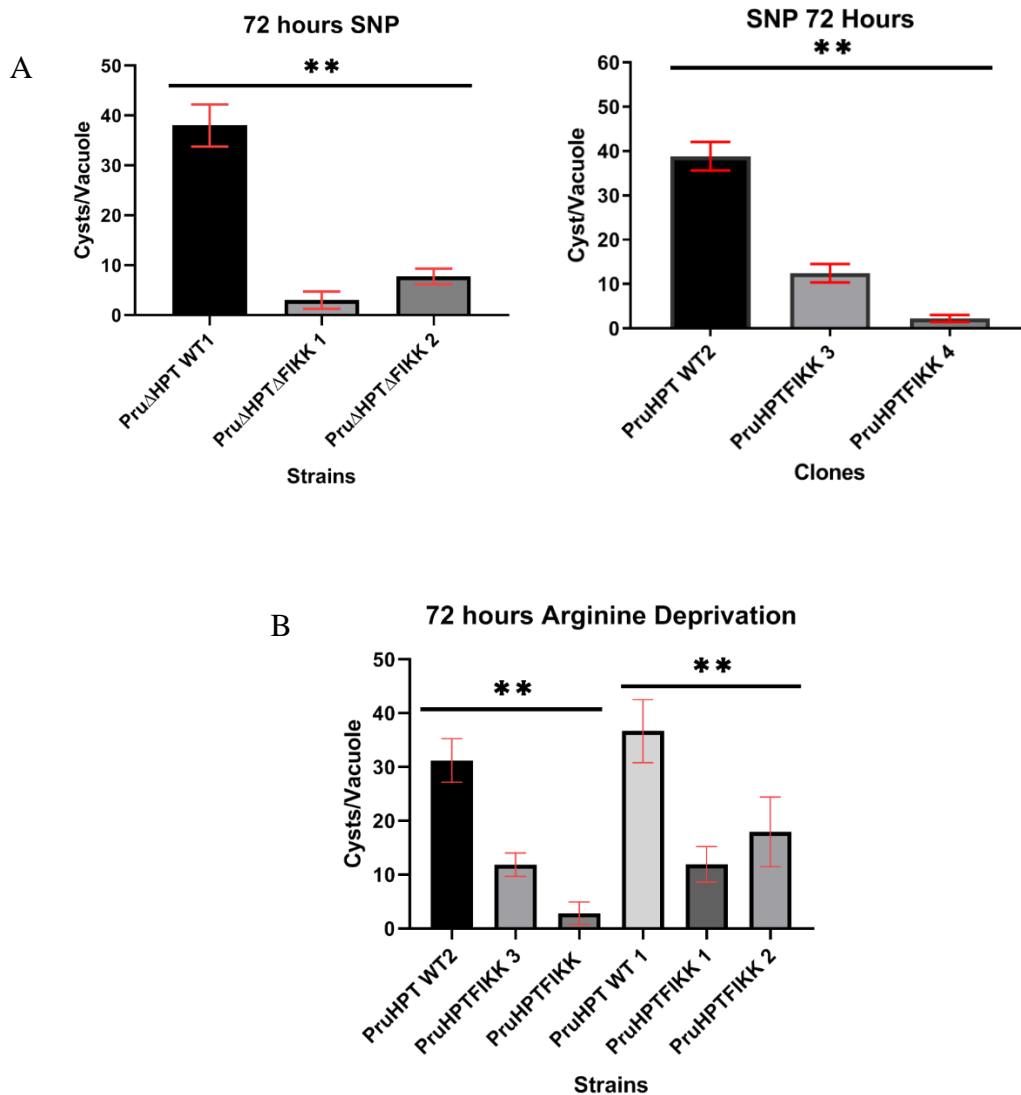 A
72 hours SNP
**
Cysts/Vacuole
50
40
30
20
10
0
PruΔHPT WT1
PruΔHPTΔFIKK 1
PruΔHPTΔFIKK 2
Strains
SNP 72 Hours
**
Cyst/Vacuole
60
50
40
30
20
10
0
PruHPT WT2
PruHPTFIKK 3
PruHPTFIKK 4
Clones
B
72 hours Arginine Deprivation
**
**
Cysts/Vacuole
50
40
30
20
10
0
PruHPT WT2
PruHPTFIKK 3
PruHPTFIKK
PruHPT WT 1
PruHPTFIKK 1
PruHPTFIKK 2
Strains